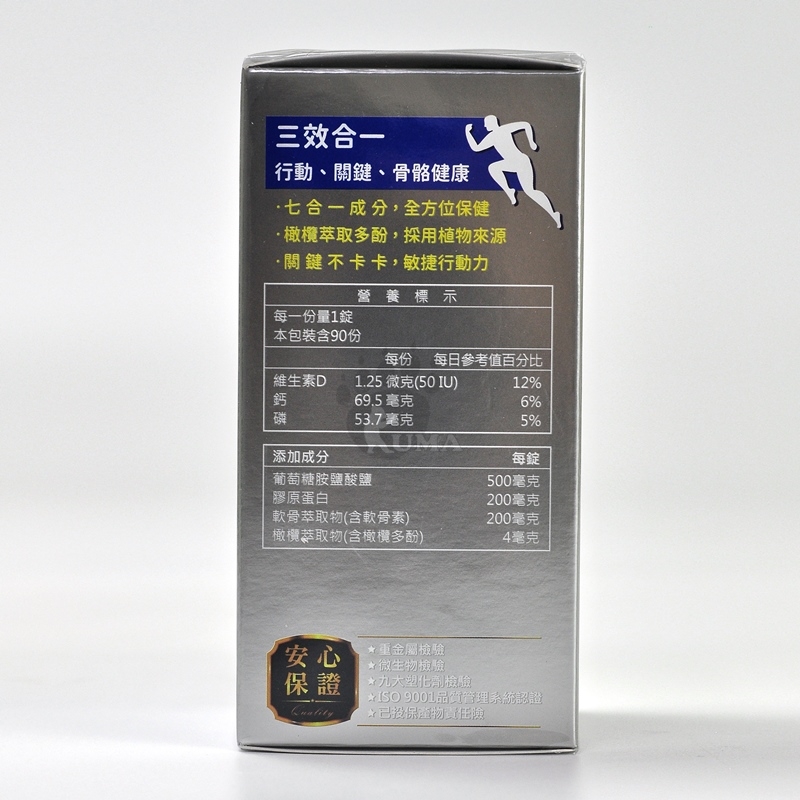 三效合一
行動、關鍵、骨骼健康
·七合一成分，全方位保健
·橄欖萃取多酚，採用植物來源
·關鍵不卡卡，敏捷行動力
營養標示
每一份量1錠
本包裝含90份
每份 每日參考值百分比
維生素D 1.25 微克(50 IU) 12%
鈣 69.5 毫克 6%
磷 53.7 毫克 5%
KUMA
添加成分 每錠
葡萄糖胺鹽酸鹽 500毫克
膠原蛋白 200毫克
軟骨萃取物(含軟骨素) 200毫克
橄欖萃取物(含橄欖多酚) 4毫克
安心
保證
Quality
★重金屬檢驗
★微生物檢驗
★九大塑化劑檢驗
★ISO 9001品質管理系統認證
★已投保產物責任險